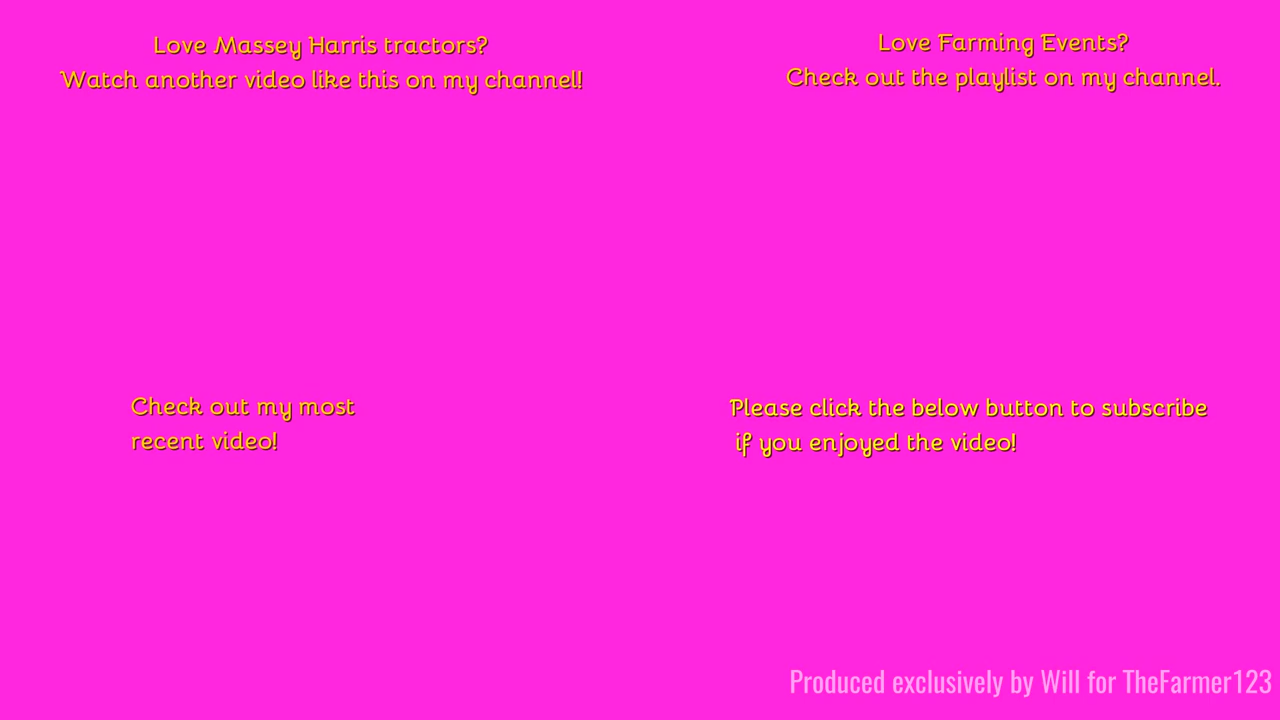 Love Massey Harris tractors?
Watch another video like this on my channel!
Love Farming Events?
Check out the playlist on my channel.
Check out my most
recent video!
Please click the below button to subscribe
if you enjoyed the video!
Produced exclusively by Will for TheFarmer123